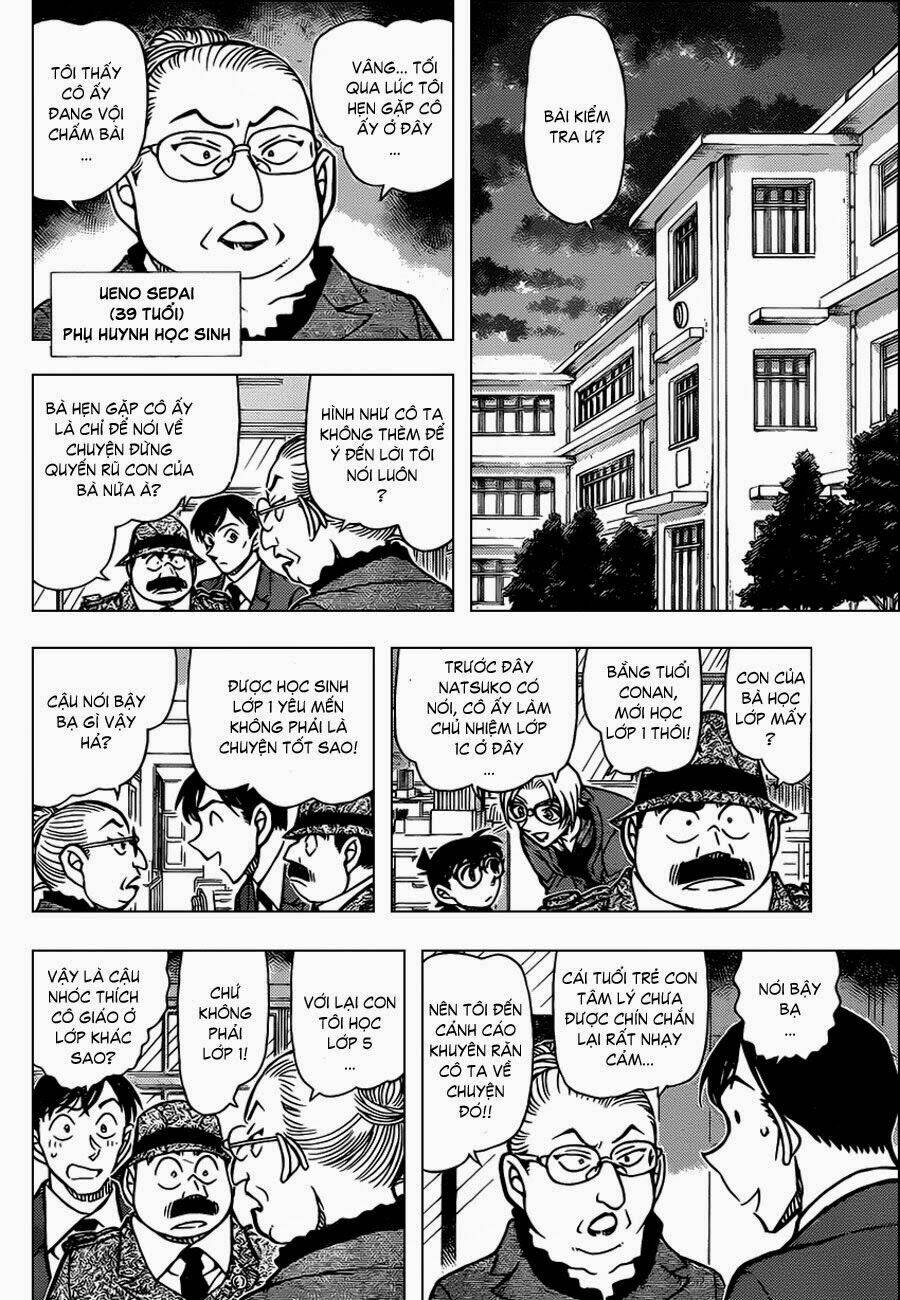 BÀI KIỂM
TRA Ư?
VÂNG... TỐI
QUA LÚC TÔI
HẸN GẶP CÔ
ẤY Ở ĐÂY
...
TÔI THẤY
CÔ ẤY
ĐANG VỘI
CHẤM BÀI
...
UENO SEDAI
(39 TUỔI)
PHỤ HUYNH HỌC SINH
HÌNH NHƯ CÔ TA
KHÔNG THÈM ĐỂ
Ý ĐẾN LỜI TÔI
NÓI LUÔN
?
BÀ HẸN GẶP CÔ ẤY
LÀ CHỈ ĐỂ NÓI VỀ
CHUYỆN ĐỪNG
QUYẾN RŨ CON CỦA
BÀ NỮA À?
CON CỦA
BÀ HỌC
LỚP MẤY
?
BẰNG TUỔI
CONAN,
MỚI HỌC
LỚP 1 THÔI!
TRƯỚC ĐÂY
NATSUKO CÓ
NÓI, CÔ ẤY LÀM
CHỦ NHIỆM LỚP
1C Ở ĐÂY
...
ĐƯỢC HỌC SINH
LỚP 1 YÊU MẾN
KHÔNG PHẢI LÀ
CHUYỆN TỐT SAO!
CẬU NÓI BẬY
BẠ GÌ VẬY
HẢ?
NÓI BẬY
BẠ
...
CÁI TUỔI TRẺ CON
TÂM LÝ CHƯA
ĐƯỢC CHÍN CHẮN
LẠI RẤT NHẠY
CẢM...
NÊN TÔI ĐẾN
CẢNH CÁO
KHUYÊN RĂN
CÔ TA VỀ
CHUYỆN
ĐÓ!!
VỚI LẠI CON
TÔI HỌC
LỚP 5
...
CHỨ
KHÔNG
PHẢI
LỚP 1!
VẬY LÀ CẬU
NHÓC THÍCH
CÔ GIÁO Ở
LỚP KHÁC
SAO?